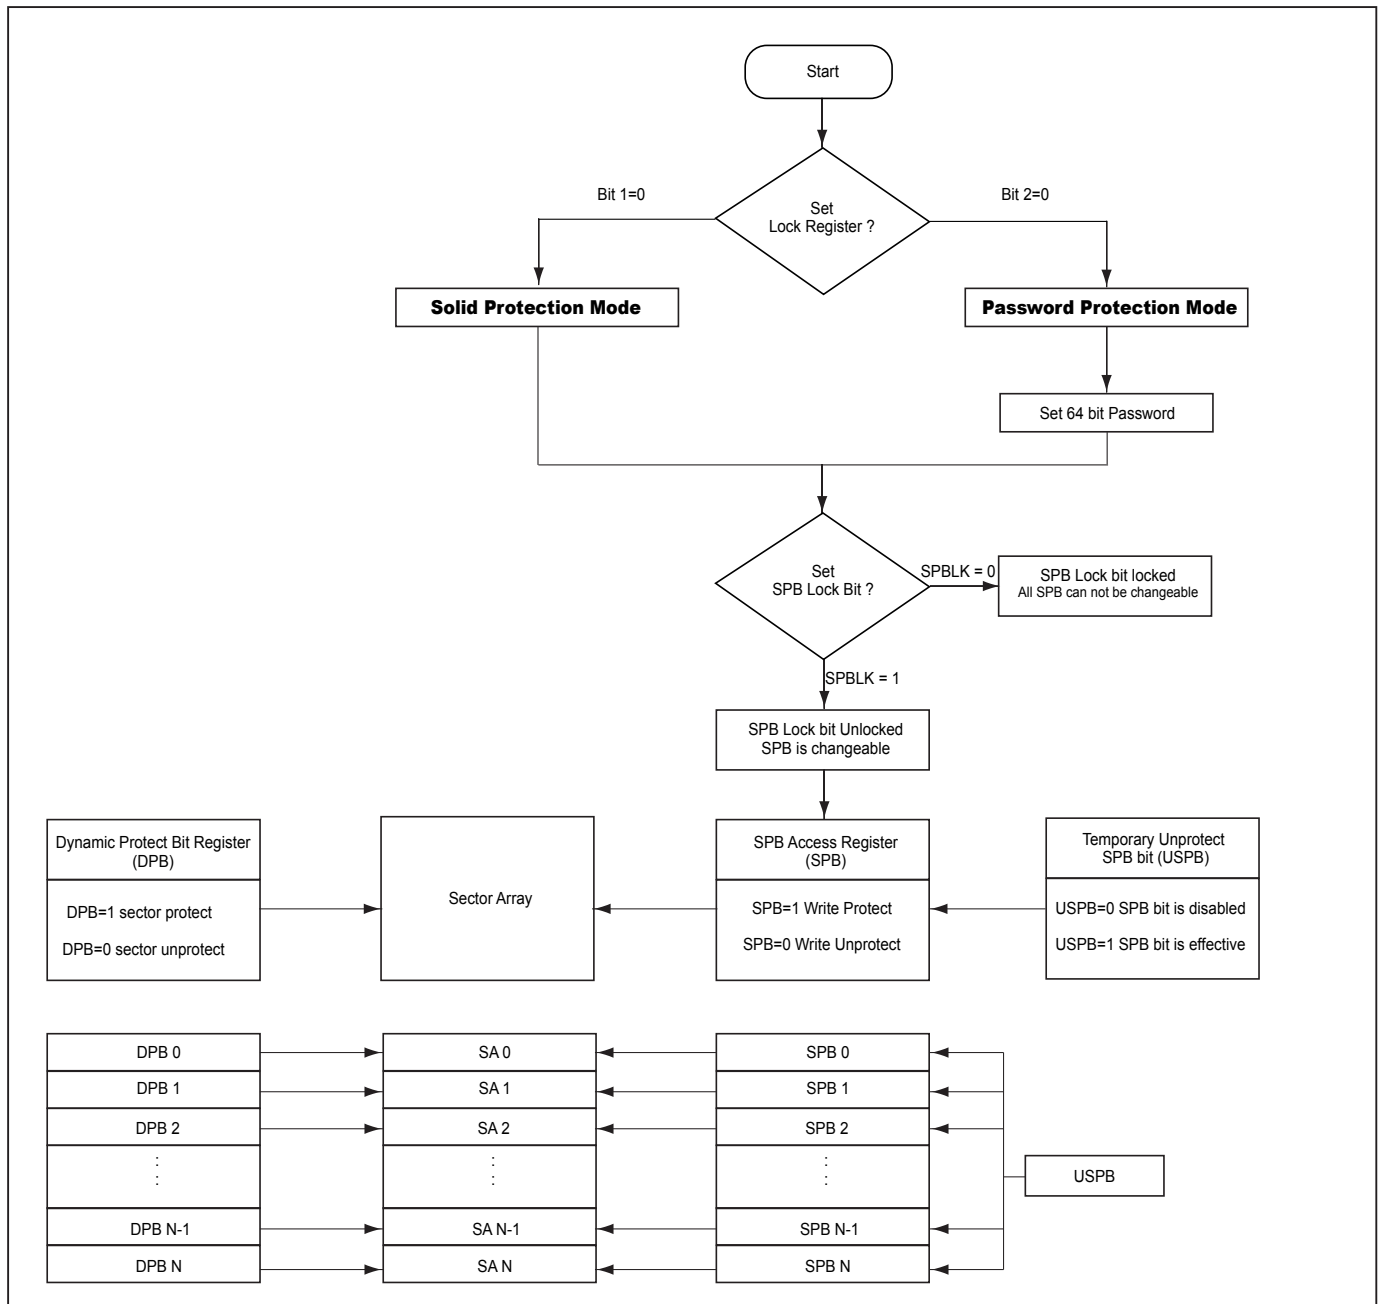 Start
Bit 1=0
Bit 2=0
Set
Lock Register ?
Solid Protection Mode
Password Protection Mode
Set 64 bit Password
Set
SPB Lock Bit ?
SPBLK = 0
SPB Lock bit locked
All SPB can not be changeable
SPBLK = 1
SPB Lock bit Unlocked
SPB is changeable
Dynamic Protect Bit Register
(DPB)
DPB=1 sector protect
DPB=0 sector unprotect
Sector Array
SPB Access Register
(SPB)
SPB=1 Write Protect
SPB=0 Write Unprotect
Temporary Unprotect
SPB bit (USPB)
USPB=0 SPB bit is disabled
USPB=1 SPB bit is effective
DPB 0
SA 0
SPB 0
DPB 1
SA 1
SPB 1
DPB 2
SA 2
SPB 2
:
:
:
:
:
:
USPB
DPB N-1
SA N-1
SPB N-1
DPB N
SA N
SPB N